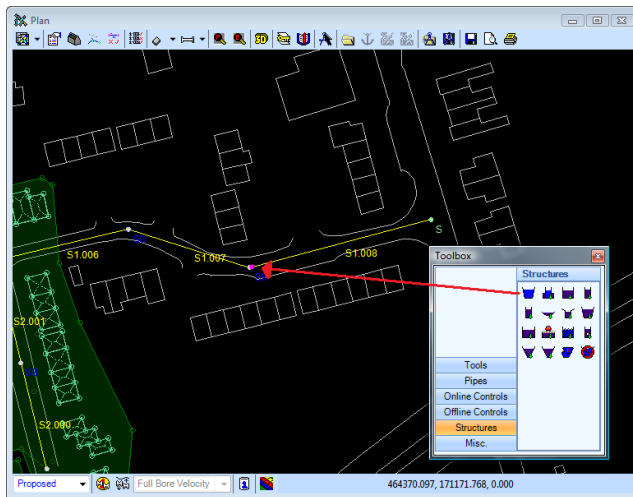 Plan
3D
S1.006
S1.007
S1.008
S
S2.001
S2.000
Toolbox
Structures
Tools
Pipes
Online Controls
Offline Controls
Structures
Misc.
Proposed
Full Bore Velocity
464370.097, 171171.768, 0.000